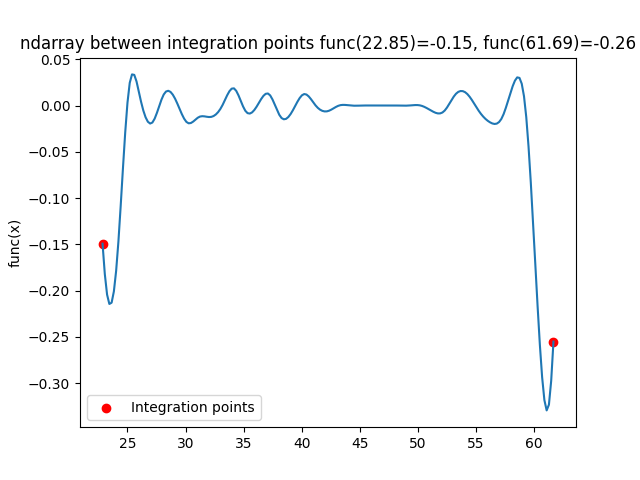 ndarray between integration points func(22.85)=-0.15, func(61.69)=-0.26
0.05
0.00
−0.05
−0.10
−0.15
−0.20
−0.25
−0.30
func(x)
Integration points
25 30 35 40 45 50 55 60